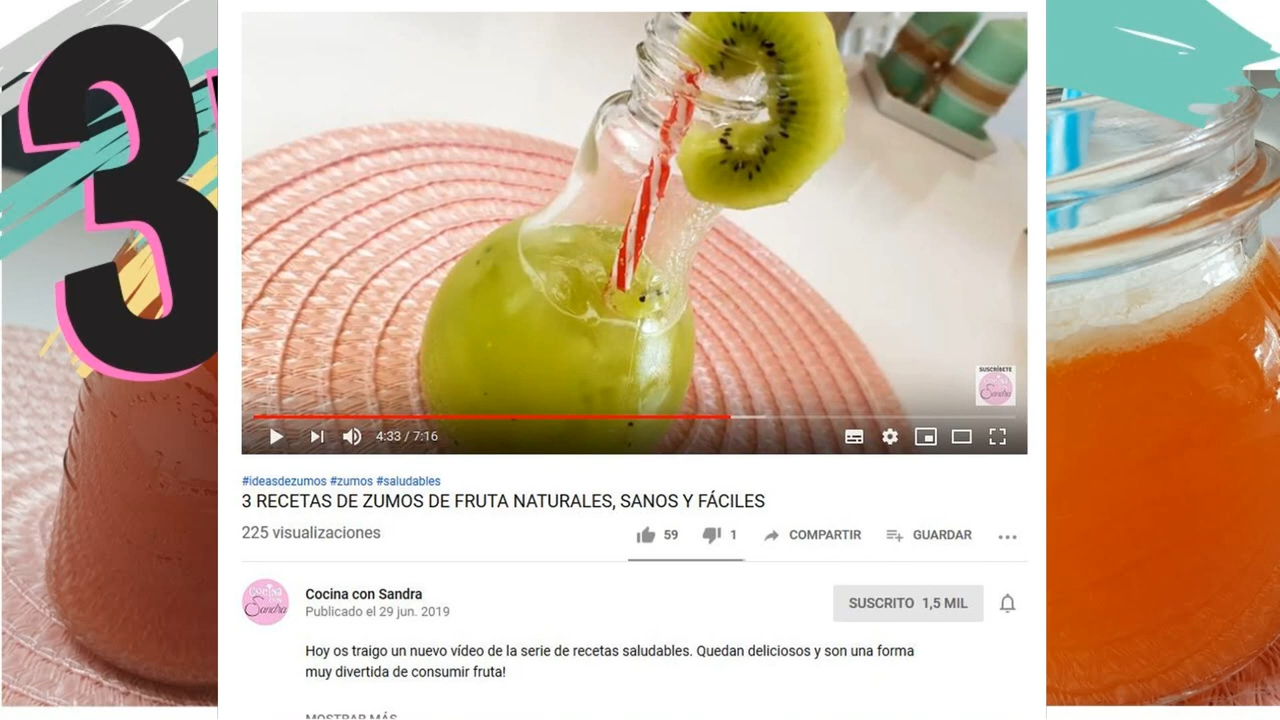 3
SUSCRÍBETE
Sandra
4:33 / 7:16
#ideasdezumos #zumos #saludables
3 RECETAS DE ZUMOS DE FRUTA NATURALES, SANOS Y FÁCILES
225 visualizaciones
59 1 COMPARTIR GUARDAR
COCINA CON Sandra
Cocina con Sandra
SUSCRITO 1,5 MIL
Publicado el 29 jun. 2019
Hoy os traigo un nuevo vídeo de la serie de recetas saludables. Quedan deliciosos y son una forma
muy divertida de consumir fruta!
MOSTRAR MÁS